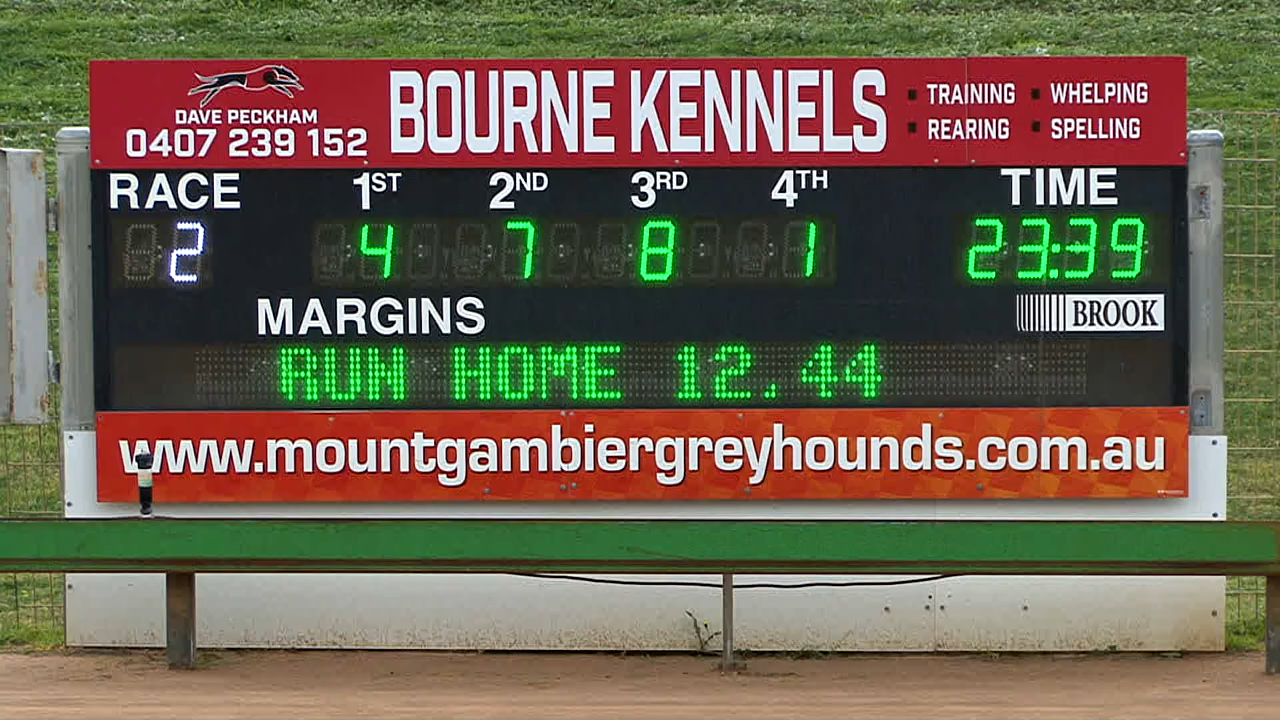 DAVE PECKHAM
0407 239 152
BOURNE KENNELS
TRAINING WHELPING
REARING SPELLING
RACE 1ST 2ND 3RD 4TH TIME
2 4 7 8 1 23:39
MARGINS
BROOK
RUN HOME 12.44
www.mountgambiergreyhounds.com.au